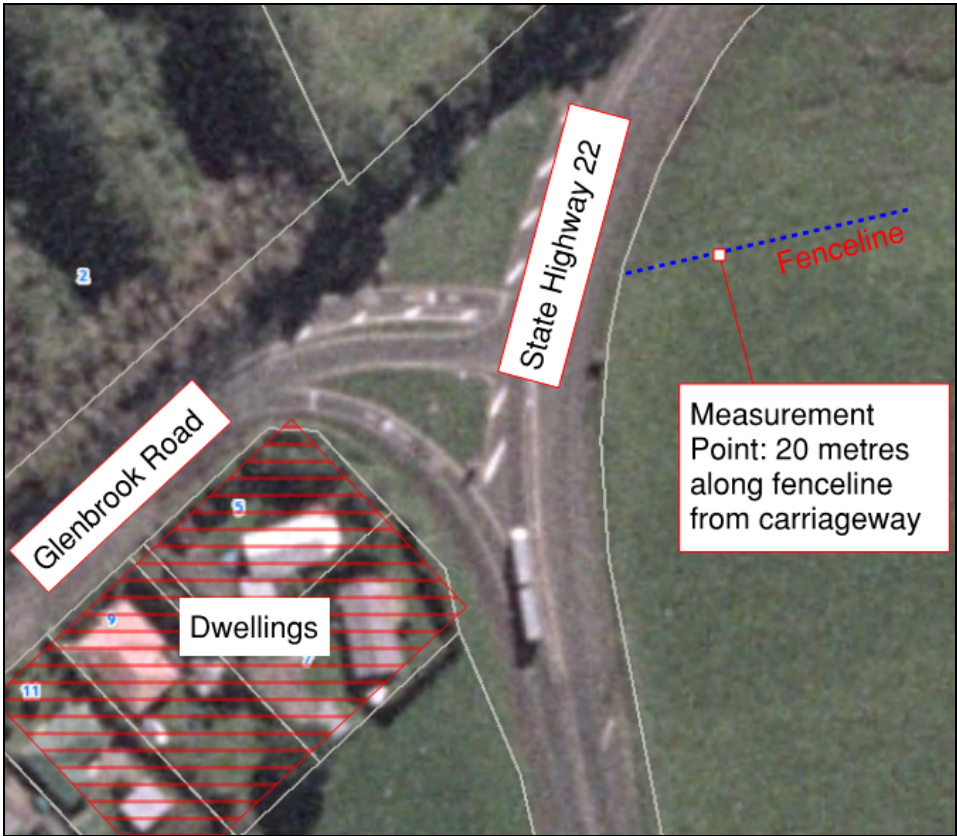 State Highway 22
2
Fenceline
Measurement
Point: 20 metres
along fenceline
from carriageway
Glenbrook Road
5
Dwellings
9
7
11